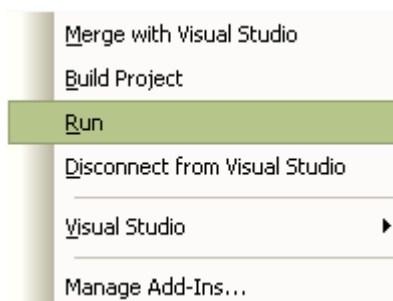 Merge with Visual Studio
Build Project
Run
Disconnect from Visual Studio
Visual Studio
Manage Add-Ins...